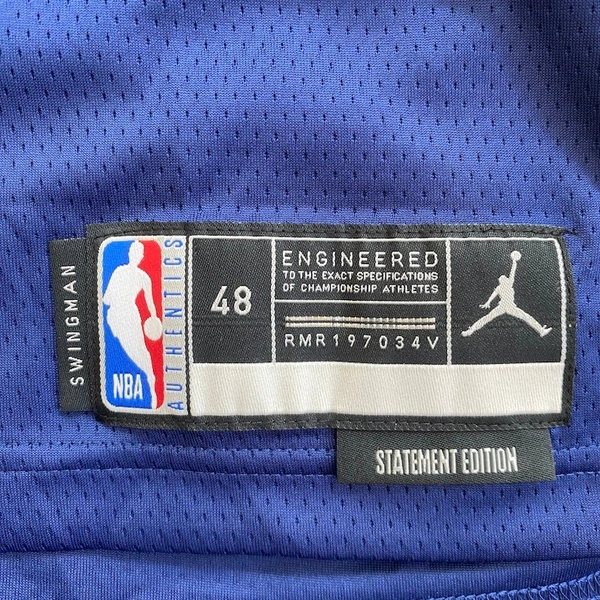 SWINGMAN
NBA
AUTHENTICS
48
ENGINEERED
TO THE EXACT SPECIFICATIONS
OF CHAMPIONSHIP ATHLETES
RMR197034V
STATEMENT EDITION